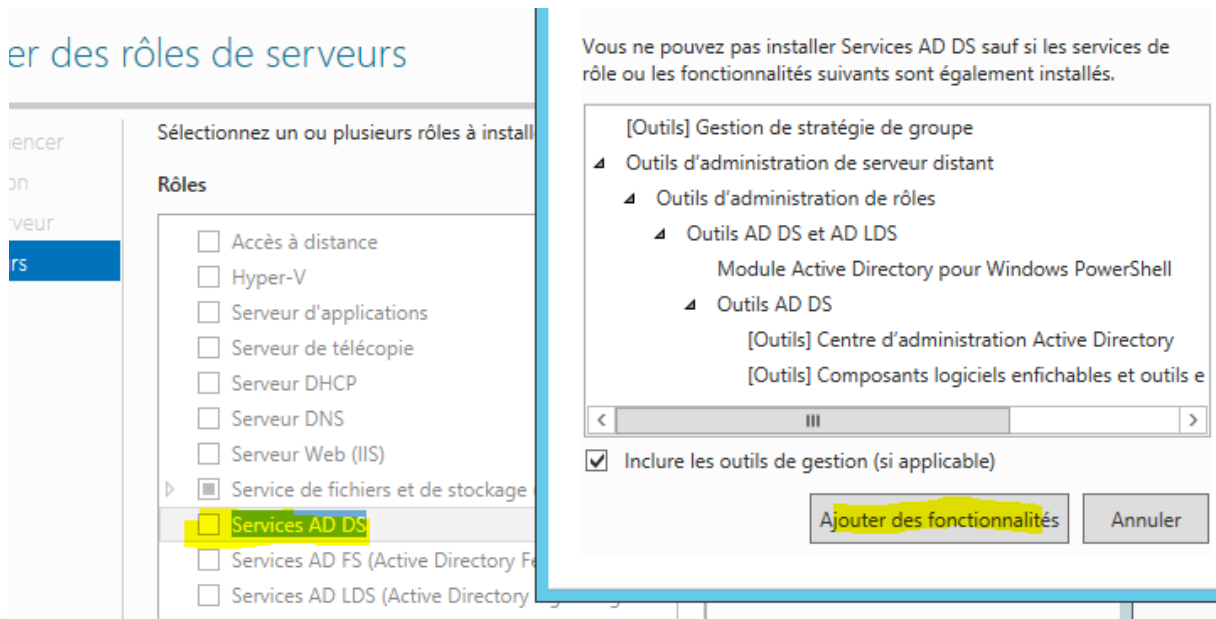 er des rôles de serveurs
encer
on
rveur
rs
Sélectionnez un ou plusieurs rôles à install
Rôles
Accès à distance
Hyper-V
Serveur d'applications
Serveur de télécopie
Serveur DHCP
Serveur DNS
Serveur Web (IIS)
Service de fichiers et de stockage
Services AD DS
Services AD FS (Active Directory Fe
Services AD LDS (Active Directory
Vous ne pouvez pas installer Services AD DS sauf si les services de
rôle ou les fonctionnalités suivants sont également installés.
[Outils] Gestion de stratégie de groupe
Outils d'administration de serveur distant
Outils d'administration de rôles
Outils AD DS et AD LDS
Module Active Directory pour Windows PowerShell
Outils AD DS
[Outils] Centre d'administration Active Directory
[Outils] Composants logiciels enfichables et outils e
Inclure les outils de gestion (si applicable)
Ajouter des fonctionnalités
Annuler